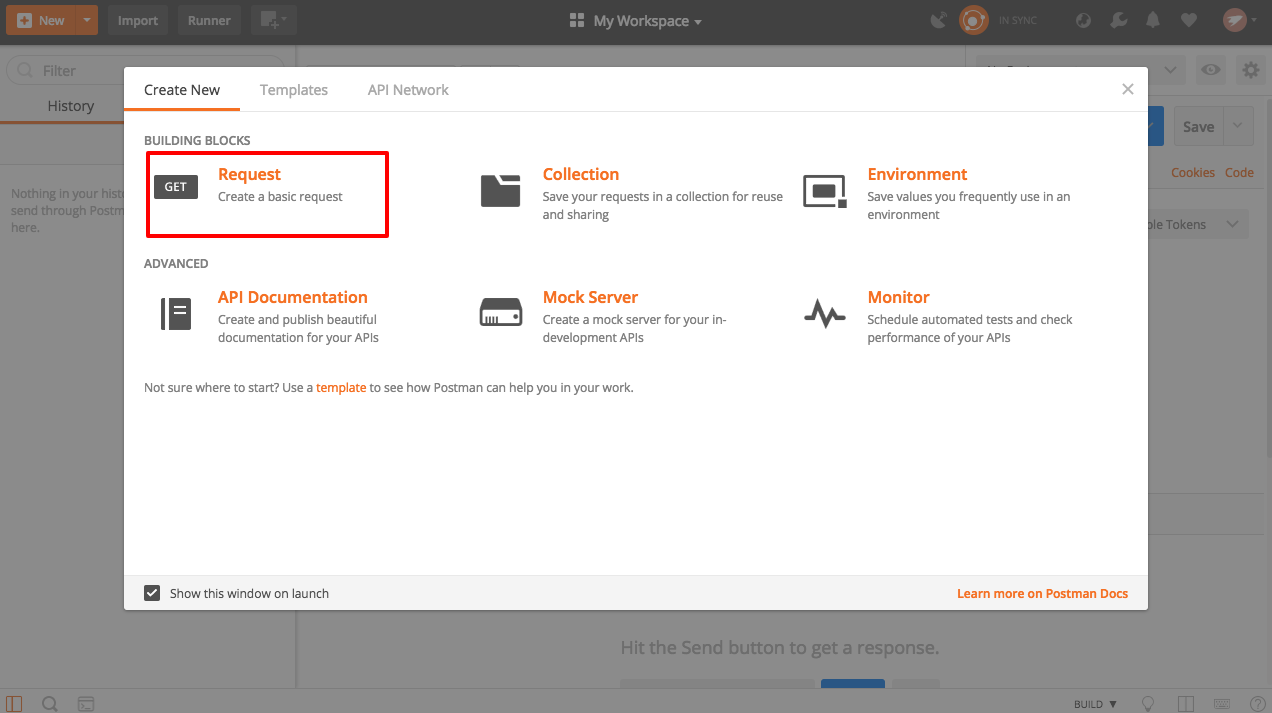 New
Import
Runner
My Workspace
IN SYNC
Filter
History
Nothing in your
send through Postm
here.
Save
Cookies Code
ble Tokens
Create New
Templates
API Network
BUILDING BLOCKS
GET
Request
Create a basic request
Collection
Save your requests in a collection for reuse
and sharing
Environment
Save values you frequently use in an
environment
ADVANCED
API Documentation
Create and publish beautiful
documentation for your APIs
Mock Server
Create a mock server for your in-
development APIs
Monitor
Schedule automated tests and check
performance of your APIs
Not sure where to start? Use a template to see how Postman can help you in your work.
Show this window on launch
Learn more on Postman Docs
Hit the Send button to get a response.
BUILD